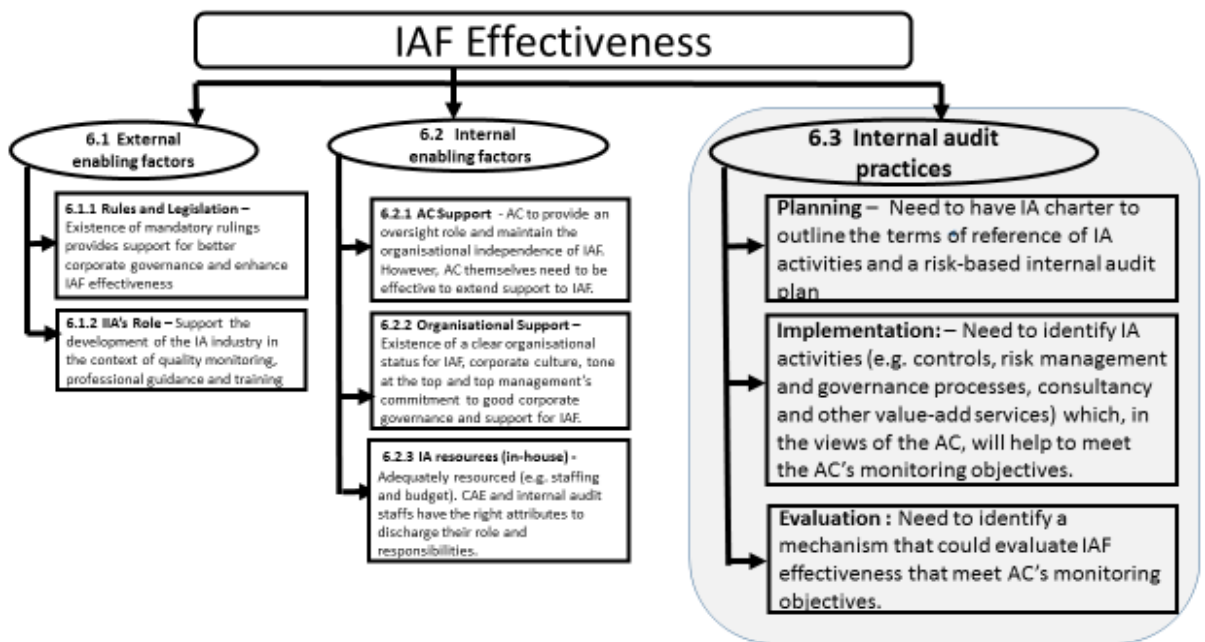 IAF Effectiveness
6.1 External
enabling factors
6.1.1 Rules and Legislation –
Existence of mandatory rulings
provides support for better
corporate governance and enhance
IAF effectiveness
6.1.2 IIA's Role – Support the
development of the IA industry in
the context of quality monitoring,
professional guidance and training
6.2 Internal
enabling factors
6.2.1 AC Support - AC to provide an
oversight role and maintain the
organisational independence of IAF.
However, AC themselves need to be
effective to extend support to IAF.
6.2.2 Organisational Support –
Existence of a clear organisational
status for IAF, corporate culture, tone
at the top and top management's
commitment to good corporate
governance and support for IAF.
6.2.3 IA resources (in-house) -
Adequately resourced (e.g. staffing
and budget). CAE and internal audit
staffs have the right attributes to
discharge their role and
responsibilities.
6.3 Internal audit
practices
Planning – Need to have IA charter to
outline the terms of reference of IA
activities and a risk-based internal audit
plan
Implementation: – Need to identify IA
activities (e.g. controls, risk management
and governance processes, consultancy
and other value-add services) which, in
the views of the AC, will help to meet
the AC's monitoring objectives.
Evaluation : Need to identify a
mechanism that could evaluate IAF
effectiveness that meet AC's monitoring
objectives.